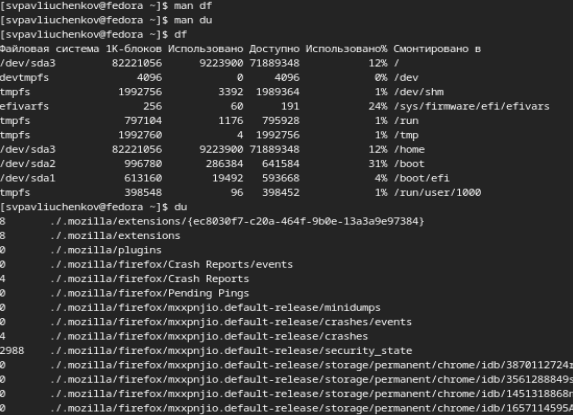 [svpavliuchenkov@fedora ~]$ man df
[svpavliuchenkov@fedora ~]$ man du
[svpavliuchenkov@fedora ~]$ df
Файловая система 1K-блоков Использовано Доступно Использовано% Смонтировано в
/dev/sda3 82221056 9223900 71889348 12% /
devtmpfs 4096 0 4096 0% /dev
tmpfs 1992756 3392 1989364 1% /dev/shm
efivarfs 256 60 191 24% /sys/firmware/efi/efivars
tmpfs 797104 1176 795928 1% /run
tmpfs 1992760 4 1992756 1% /tmp
/dev/sda3 82221056 9223900 71889348 12% /home
/dev/sda2 996780 286384 641584 31% /boot
/dev/sda1 613160 19492 593668 4% /boot/efi
tmpfs 398548 96 398452 1% /run/user/1000
[svpavliuchenkov@fedora ~]$ du
8 ./.mozilla/extensions/{ec8030f7-c20a-464f-9b0e-13a3a9e97384}
8 ./.mozilla/extensions
0 ./.mozilla/plugins
0 ./.mozilla/firefox/Crash Reports/events
4 ./.mozilla/firefox/Crash Reports
0 ./.mozilla/firefox/Pending Pings
0 ./.mozilla/firefox/mxxpnjio.default-release/minidumps
0 ./.mozilla/firefox/mxxpnjio.default-release/crashes/events
4 ./.mozilla/firefox/mxxpnjio.default-release/crashes
2988 ./.mozilla/firefox/mxxpnjio.default-release/security_state
0 ./.mozilla/firefox/mxxpnjio.default-release/storage/permanent/chrome/idb/3870112724r
0 ./.mozilla/firefox/mxxpnjio.default-release/storage/permanent/chrome/idb/3561288849s
0 ./.mozilla/firefox/mxxpnjio.default-release/storage/permanent/chrome/idb/1451318868n
0 ./.mozilla/firefox/mxxpnjio.default-release/storage/permanent/chrome/idb/1657114595A